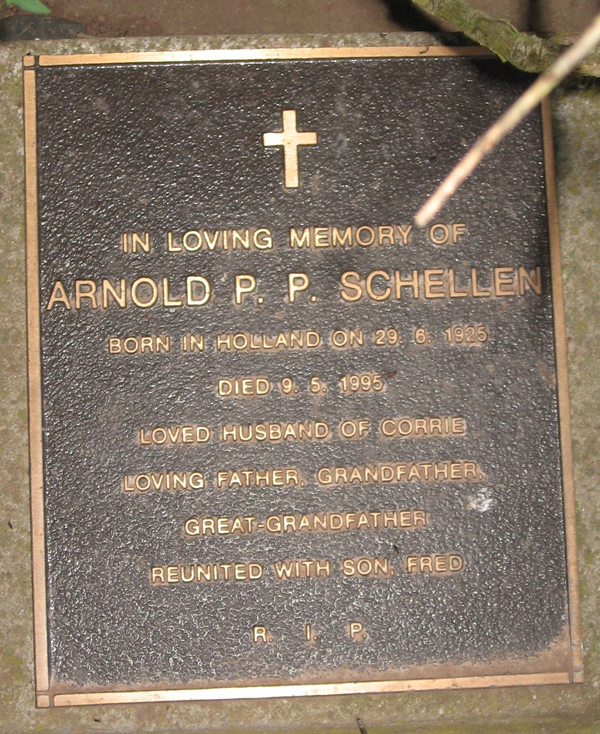 IN LOVING MEMORY OF
ARNOLD P. P. SCHELLEN
BORN IN HOLLAND ON 29. 6. 1925
DIED 9. 5. 1995
LOVED HUSBAND OF CORRIE
LOVING FATHER, GRANDFATHER,
GREAT-GRANDFATHER
REUNITED WITH SON, FRED
R. I. P.